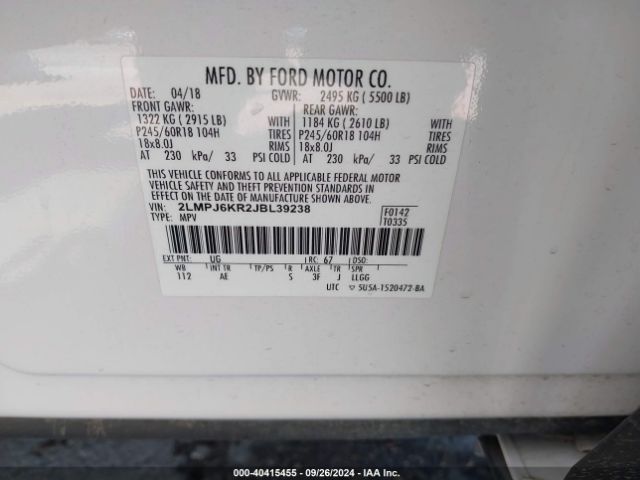 MFD. BY FORD MOTOR CO.
DATE: 04/18 GVWR: 2495 KG ( 5500 LB)
FRONT GAWR: REAR GAWR:
1322 KG ( 2915 LB) WITH 1184 KG ( 2610 LB) WITH
P245/60R18 104H TIRES P245/60R18 104H TIRES
18x8.0J RIMS 18x8.0J RIMS
AT 230 kPa/ 33 PSI COLD AT 230 kPa/ 33 PSI COLD
THIS VEHICLE CONFORMS TO ALL APPLICABLE FEDERAL MOTOR
VEHICLE SAFETY AND THEFT PREVENTION STANDARDS IN
EFFECT ON THE DATE OF MANUFACTURE SHOWN ABOVE.
VIN: 2LMPJ6KR2JBL39238
TYPE: MPV
F0142
T0335
EXT PNT: UG RC: 67 DSO:
WB INT TR TP/PS R AXLE TR SPR
112 AE S 3F J LLGG
UTC 5U5A-1520472-BA
000-40415455 - 09/26/2024 - IAA Inc.